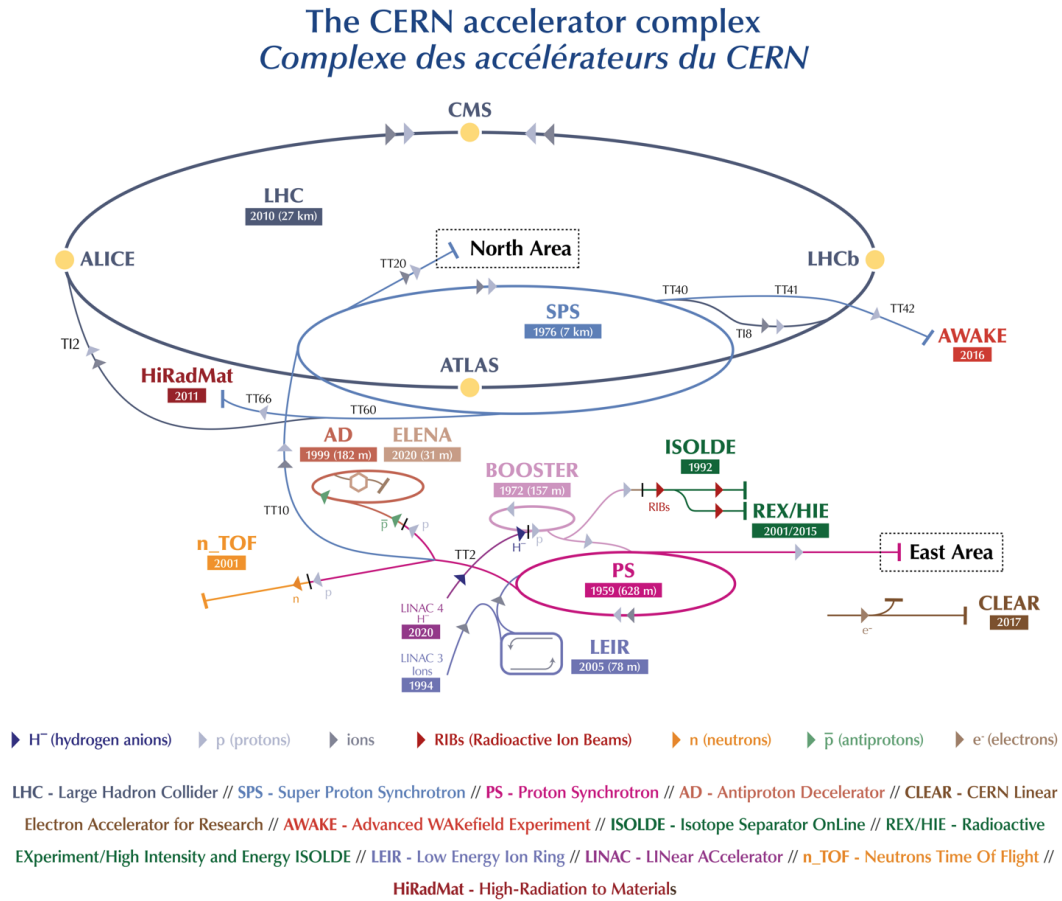 The CERN accelerator complex
Complexe des accélérateurs du CERN
CMS
LHC
2010 (27 km)
ALICE
TT20
North Area
LHCb
TT40
TT41
TT42
SPS
1976 (7 km)
TI8
TI2
AWAKE
2016
ATLAS
HiRadMat
2011
TT66
TT60
AD
1999 (182 m)
ELENA
2020 (31 m)
ISOLDE
1992
BOOSTER
1972 (157 m)
RIBs
REX/HIE
2001/2015
TT10
p̄
p
H⁻
p
TT2
East Area
n_TOF
2001
n
p
PS
1959 (628 m)
LINAC 4
H⁻
2020
CLEAR
2017
e⁻
LEIR
2005 (78 m)
LINAC 3
Ions
1994
H⁻ (hydrogen anions)
p (protons)
ions
RIBs (Radioactive Ion Beams)
n (neutrons)
p̄ (antiprotons)
e⁻ (electrons)
LHC - Large Hadron Collider // SPS - Super Proton Synchrotron // PS - Proton Synchrotron // AD - Antiproton Decelerator // CLEAR - CERN Linear
Electron Accelerator for Research // AWAKE - Advanced WAKefield Experiment // ISOLDE - Isotope Separator OnLine // REX/HIE - Radioactive
EXperiment/High Intensity and Energy ISOLDE // LEIR - Low Energy Ion Ring // LINAC - LINear ACcelerator // n_TOF - Neutrons Time Of Flight //
HiRadMat - High-Radiation to Materials